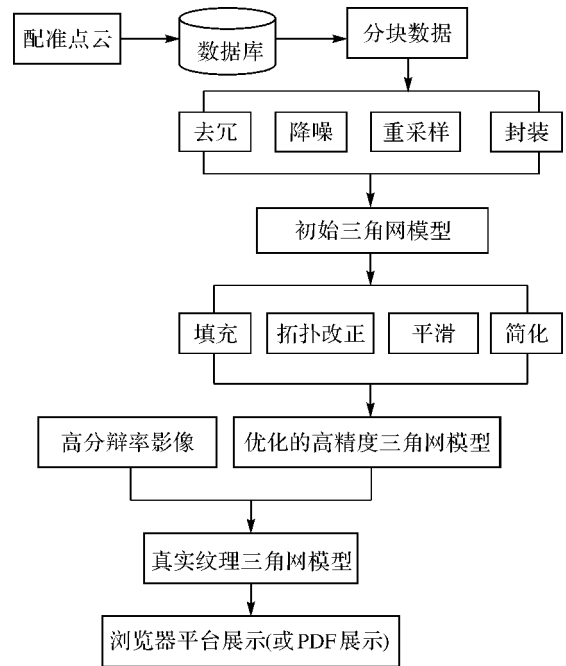 配准点云
数据库
分块数据
去冗
降噪
重采样
封装
初始三角网模型
填充
拓扑改正
平滑
简化
高分辩率影像
优化的高精度三角网模型
真实纹理三角网模型
浏览器平台展示(或PDF展示)